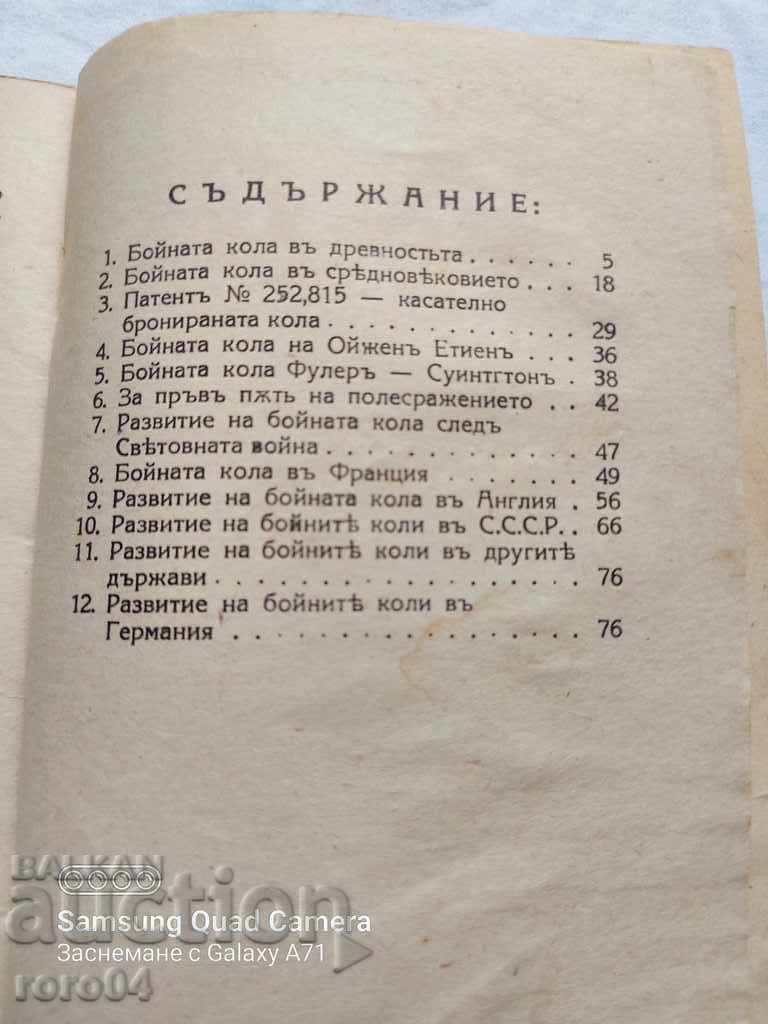 СЪДЪРЖАНИЕ:
1. Бойната кола въ древностьта . . . . . . 5
2. Бойната кола въ срѣдновѣковието . . . 18
3. Патентъ № 252,815 — касателно
бронираната кола . . . . . . . . . . . . 29
4. Бойната кола на Ойженъ Етиенъ . . . . 36
5. Бойната кола Фулеръ — Суинтгтонъ . 38
6. За пръвъ пѫть на полесражението . . 42
7. Развитие на бойната кола следъ
Свѣтовната война . . . . . . . . . . . . 47
8. Бойната кола въ Франция . . . . . . . 49
9. Развитие на бойната кола въ Англия . 56
10. Развитие на бойнитѣ коли въ С.С.С.Р. . 66
11. Развитие на бойнитѣ коли въ другитѣ
държави . . . . . . . . . . . . . . . . . 76
12. Развитие на бойнитѣ коли въ
Германия . . . . . . . . . . . . . . . . 76
BALKAN
auction
Samsung Quad Camera
Заснемане с Galaxy A71
roro04